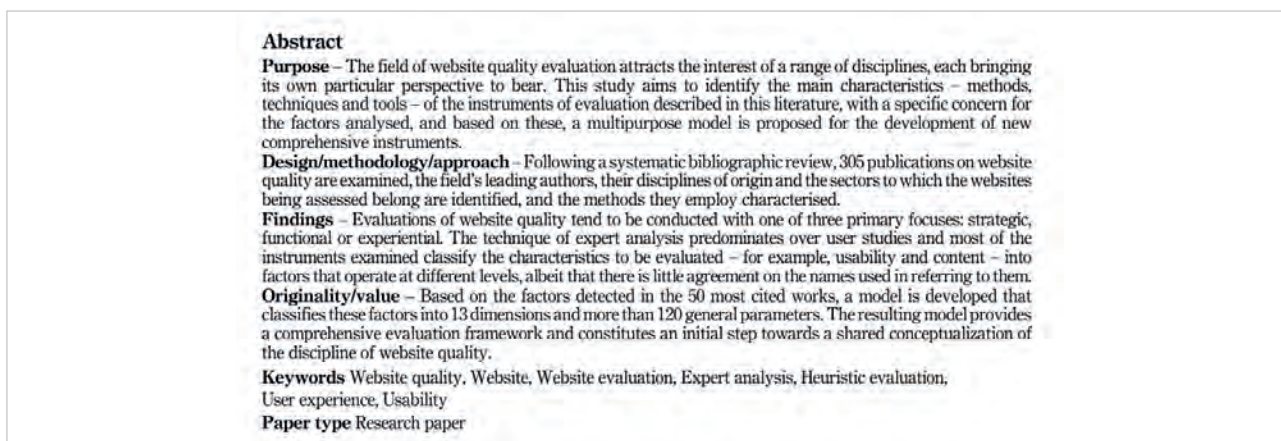 Abstract
Purpose – The field of website quality evaluation attracts the interest of a range of disciplines, each bringing
its own particular perspective to bear. This study aims to identify the main characteristics – methods,
techniques and tools – of the instruments of evaluation described in this literature, with a specific concern for
the factors analysed, and based on these, a multipurpose model is proposed for the development of new
comprehensive instruments.
Design/methodology/approach – Following a systematic bibliographic review, 305 publications on website
quality are examined, the field's leading authors, their disciplines of origin and the sectors to which the websites
being assessed belong are identified, and the methods they employ characterised.
Findings – Evaluations of website quality tend to be conducted with one of three primary focuses: strategic,
functional or experiential. The technique of expert analysis predominates over user studies and most of the
instruments examined classify the characteristics to be evaluated – for example, usability and content – into
factors that operate at different levels, albeit that there is little agreement on the names used in referring to them.
Originality/value – Based on the factors detected in the 50 most cited works, a model is developed that
classifies these factors into 13 dimensions and more than 120 general parameters. The resulting model provides
a comprehensive evaluation framework and constitutes an initial step towards a shared conceptualization of
the discipline of website quality.
Keywords Website quality, Website, Website evaluation, Expert analysis, Heuristic evaluation,
User experience, Usability
Paper type Research paper